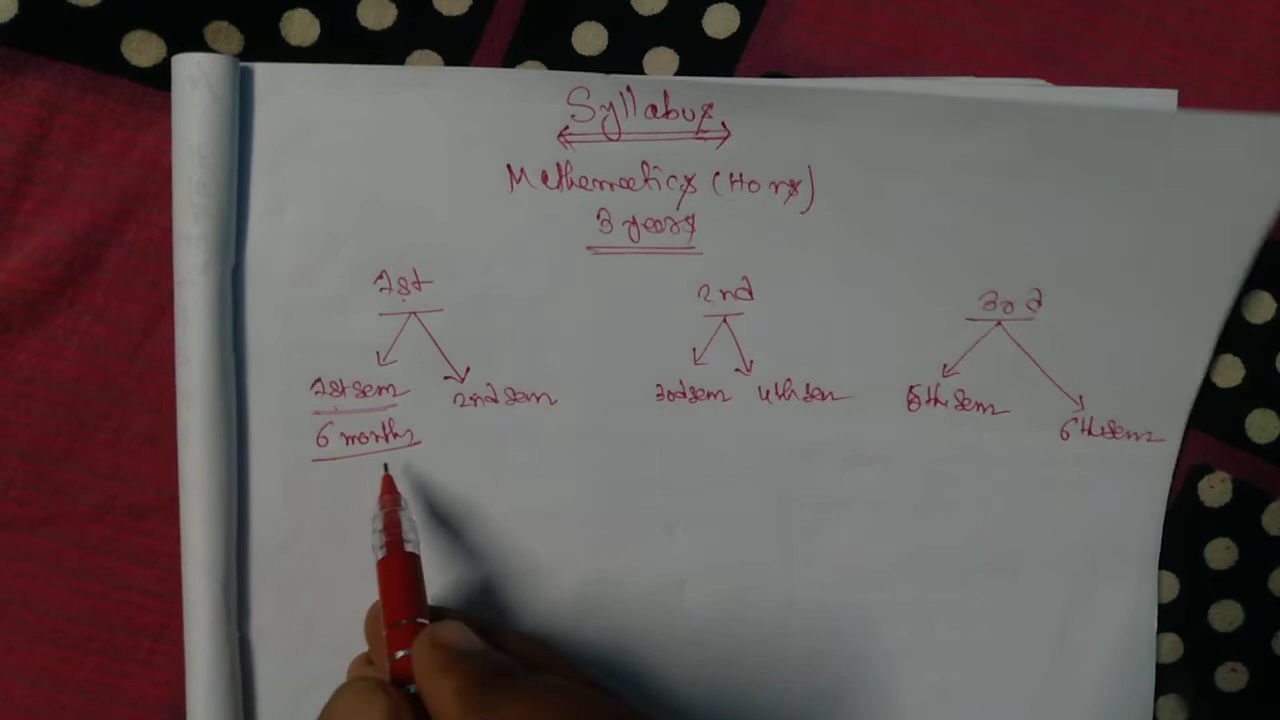 Syllabus
Mathematics (Hons)
3 years
1st 2nd 3rd
1st sem 2nd sem 3rd sem 4th sem 5th sem 6th sem
6 months